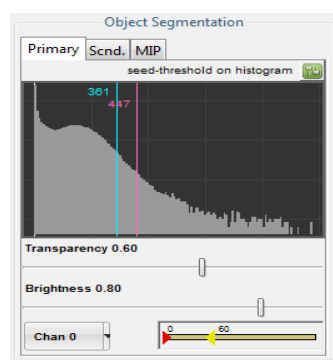 Object Segmentation
Primary Scnd. MIP
seed-threshold on histogram
361
447
Transparency 0.60
Brightness 0.80
Chan 0 0 60